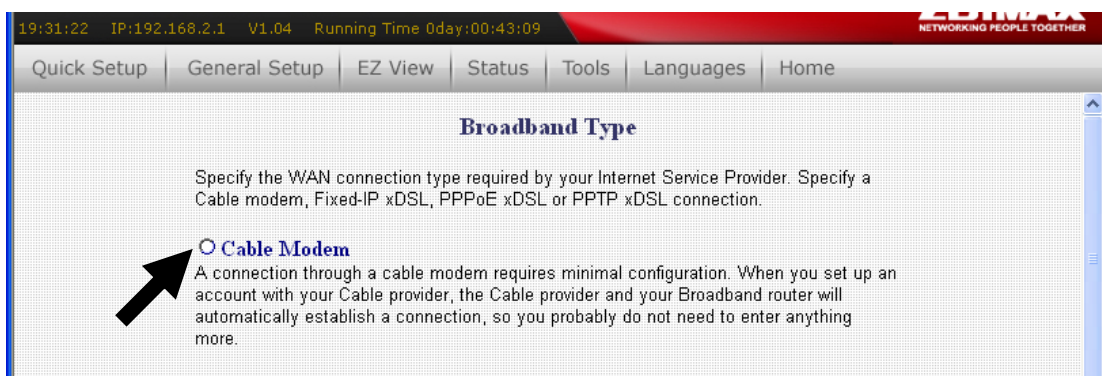 19:31:22 IP:192.168.2.1 V1.04 Running Time 0day:00:43:09
NETWORKING PEOPLE TOGETHER
Quick Setup General Setup EZ View Status Tools Languages Home
Broadband Type
Specify the WAN connection type required by your Internet Service Provider. Specify a
Cable modem, Fixed-IP xDSL, PPPoE xDSL or PPTP xDSL connection.
Cable Modem
A connection through a cable modem requires minimal configuration. When you set up an
account with your Cable provider, the Cable provider and your Broadband router will
automatically establish a connection, so you probably do not need to enter anything
more.